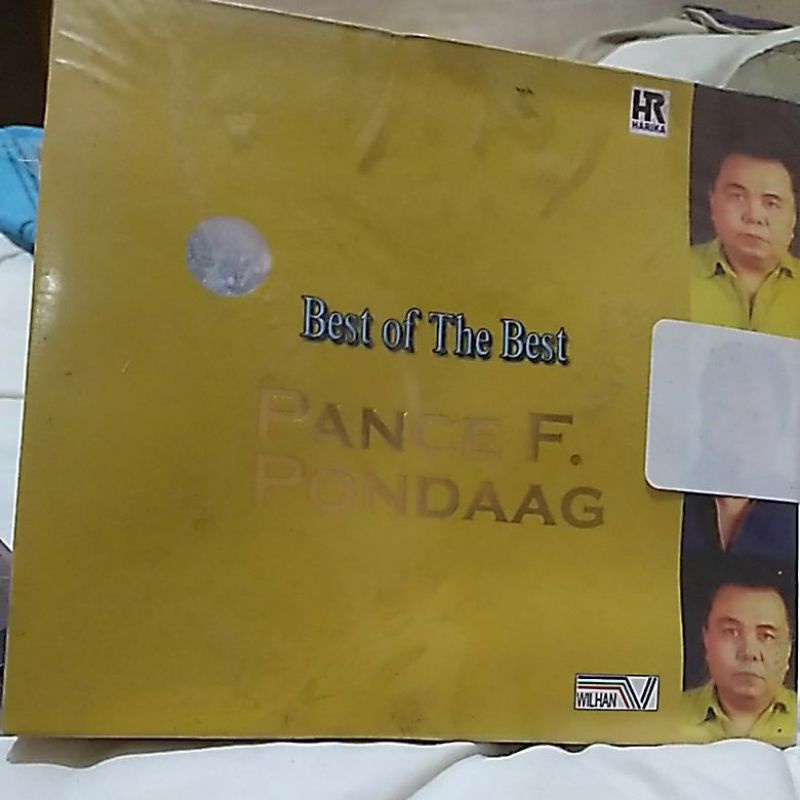 HR
HARIKA
Best of The Best
PANCE F.
PONDAAG
WILHAN